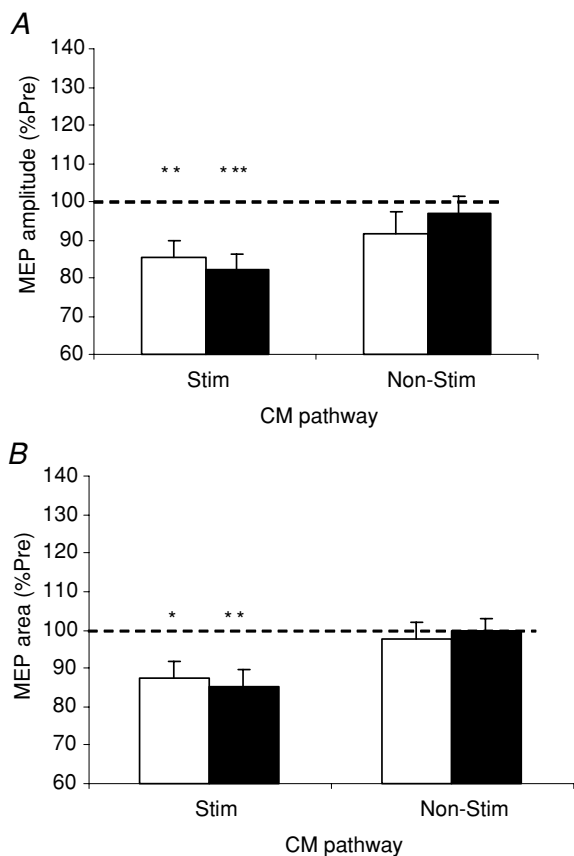 A
140
130
120
110
100
90
80
70
60
MEP amplitude (%Pre)
** ***
Stim Non-Stim
CM pathway
B
140
130
120
110
100
90
80
70
60
MEP area (%Pre)
* **
Stim Non-Stim
CM pathway